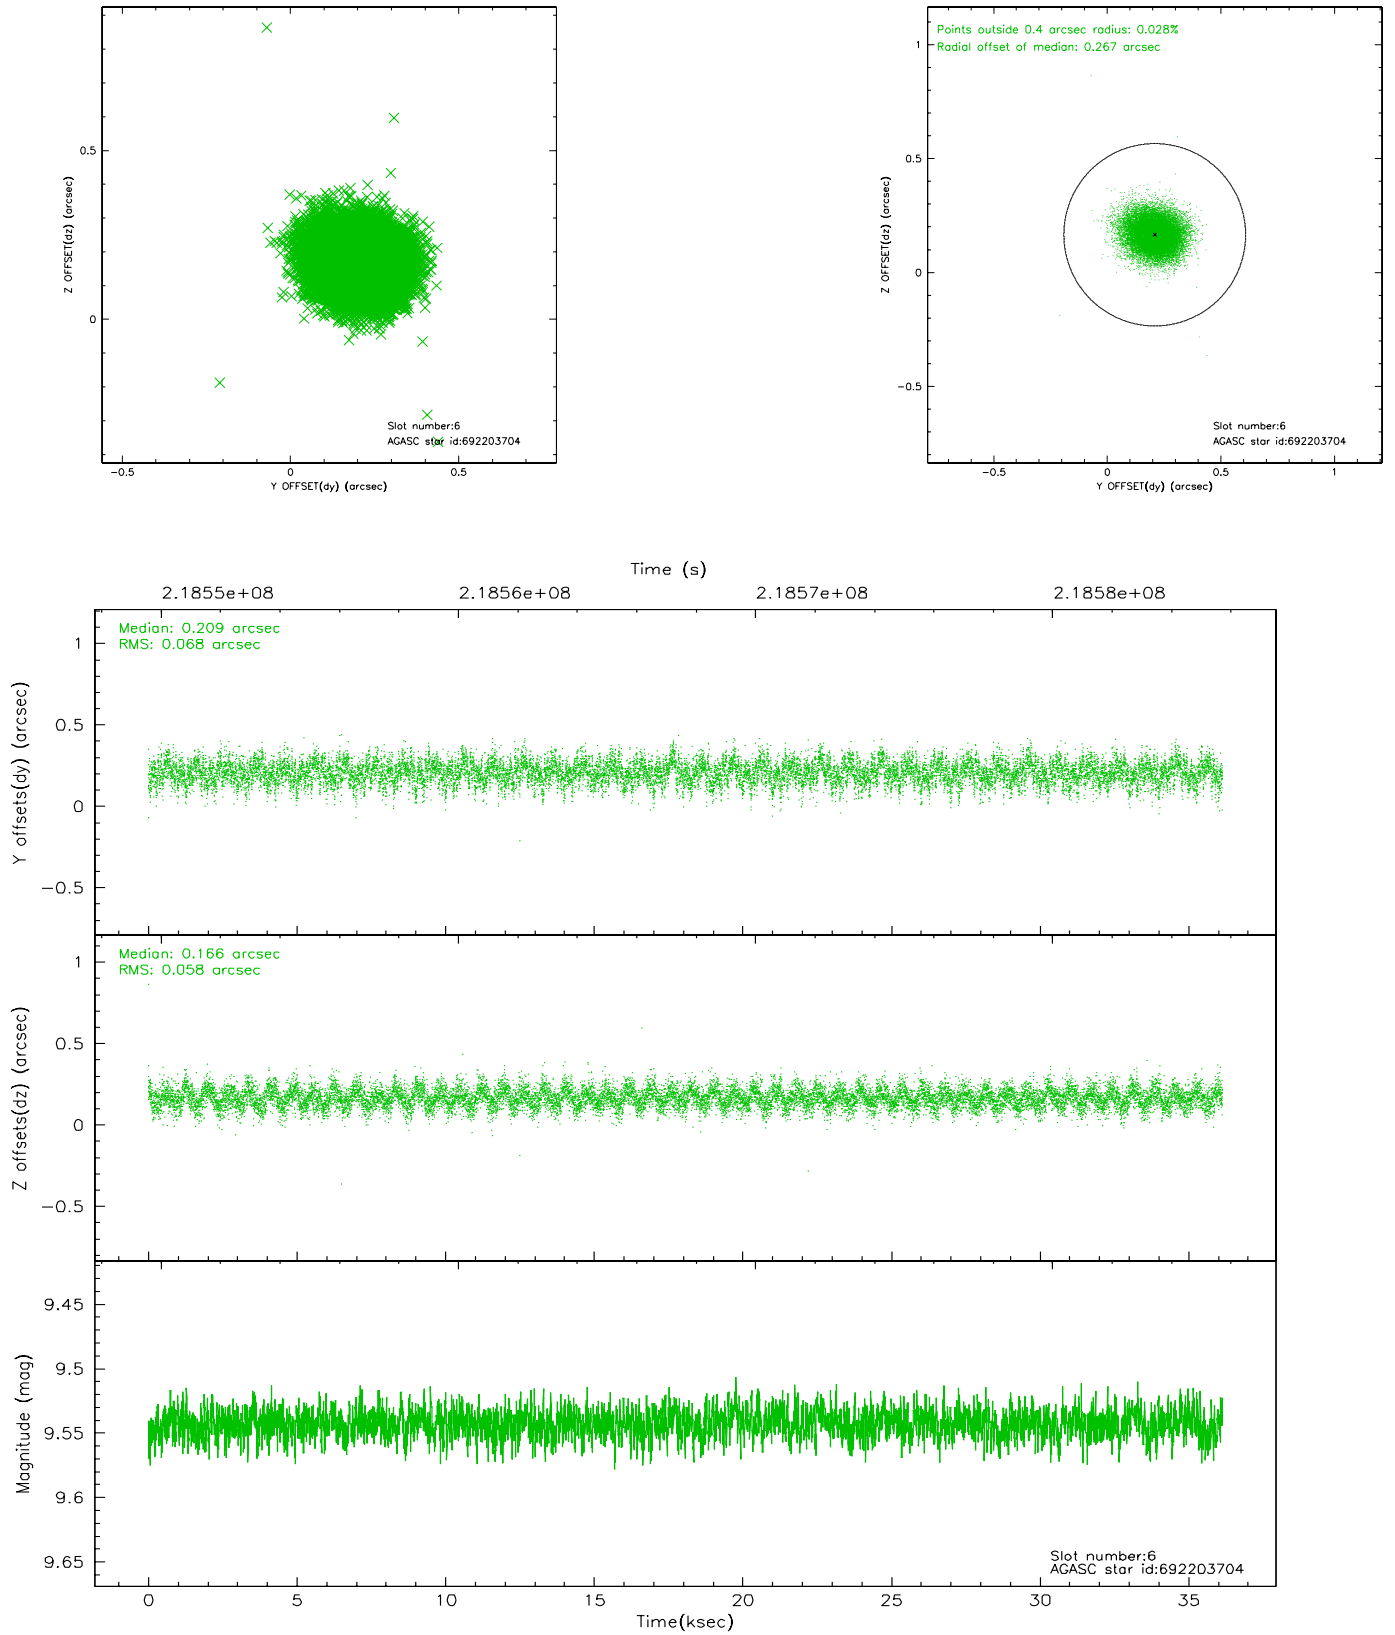 0.5
0
Z OFFSET(dz) (arcsec)
-0.5
0
0.5
Y OFFSET(dy) (arcsec)
Slot number:6
AGASC star id:692203704
Points outside 0.4 arcsec radius: 0.028%
Radial offset of median: 0.267 arcsec
1
0.5
0
-0.5
Z OFFSET(dz) (arcsec)
-0.5
0
0.5
1
Y OFFSET(dy) (arcsec)
Slot number:6
AGASC star id:692203704
Time (s)
2.1855e+08
2.1856e+08
2.1857e+08
2.1858e+08
Median: 0.209 arcsec
RMS: 0.068 arcsec
1
0.5
0
-0.5
Y offsets(dy) (arcsec)
Median: 0.166 arcsec
RMS: 0.058 arcsec
1
0.5
0
-0.5
Z offsets(dz) (arcsec)
9.45
9.5
9.55
9.6
9.65
Magnitude (mag)
Slot number:6
AGASC star id:692203704
0
5
10
15
20
25
30
35
Time(ksec)